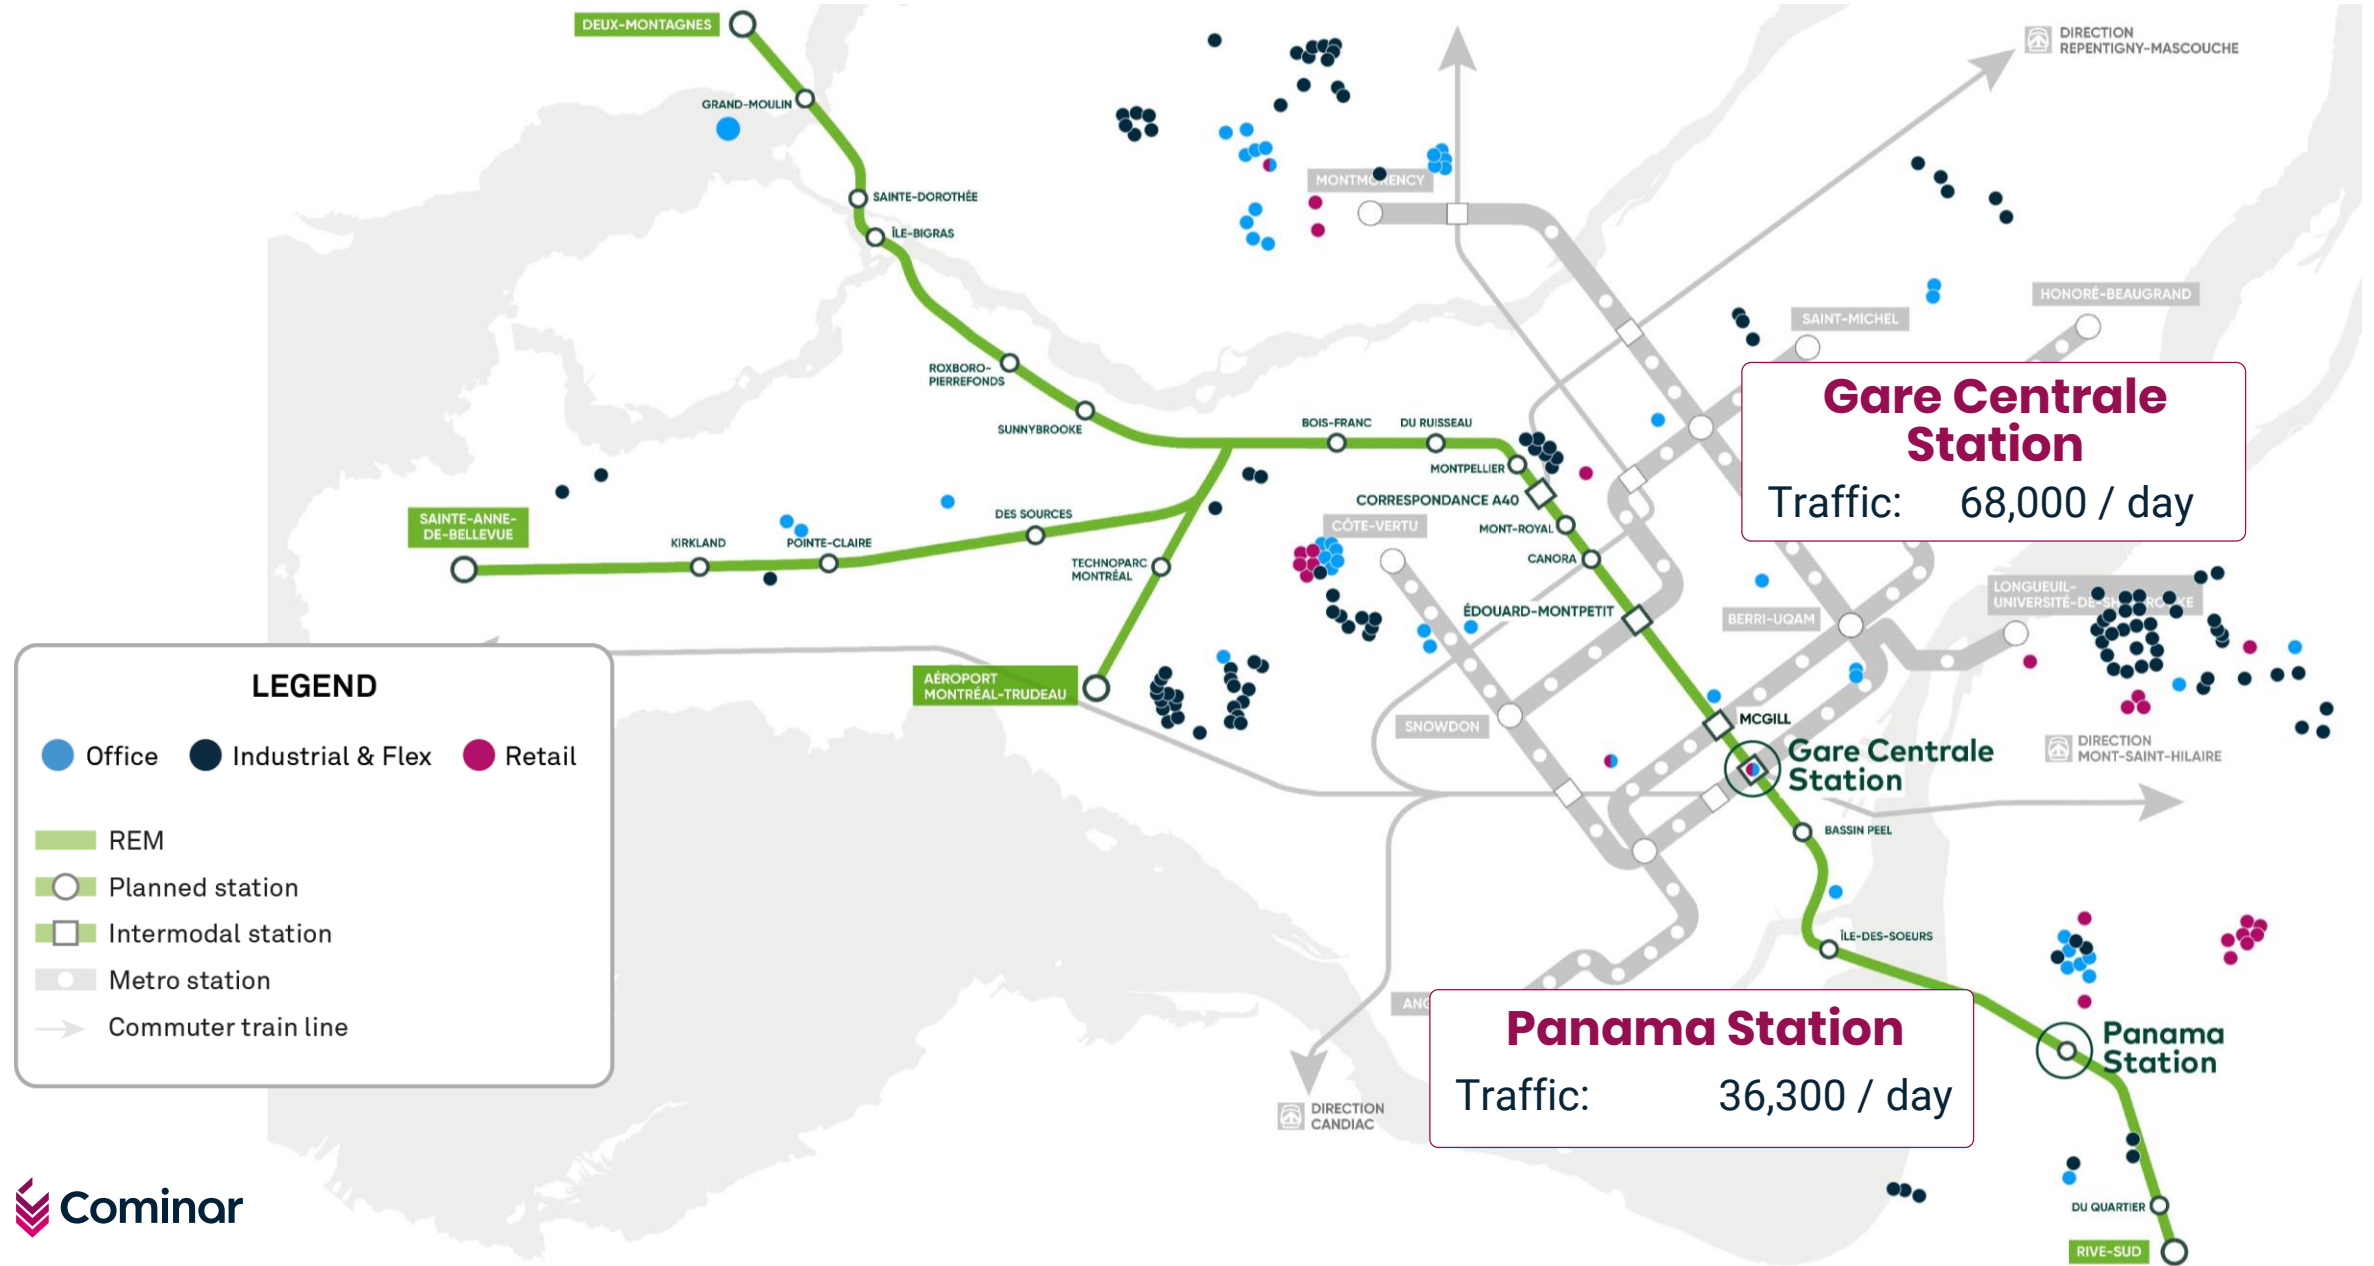 DEUX-MONTAGNES
GRAND-MOULIN
SAINTE-DOROTHÉE
ÎLE-BIGRAS
ROXBORO-
PIERREFONDS
SUNNYBROOKE
BOIS-FRANC
DU RUISSEAU
MONTPELLIER
CORRESPONDANCE A40
MONT-ROYAL
CANORA
ÉDOUARD-MONTPETIT
MCGILL
Gare Centrale
Station
BASSIN PEEL
ÎLE-DES-SOEURS
Panama
Station
DU QUARTIER
RIVE-SUD
SAINTE-ANNE-
DE-BELLEVUE
KIRKLAND
POINTE-CLAIRE
DES SOURCES
TECHNOPARC
MONTRÉAL
AÉROPORT
MONTRÉAL-TRUDEAU
MONTMORENCY
CÔTE-VERTU
SNOWDON
BERRI-UQAM
SAINT-MICHEL
HONORÉ-BEAUGRAND
LONGUEUIL-
UNIVERSITÉ-DE-SHERBROOKE
DIRECTION
REPENTIGNY-MASCOUCHE
DIRECTION
MONT-SAINT-HILAIRE
DIRECTION
CANDIAC
Gare Centrale
Station
Traffic: 68,000 / day
Panama Station
Traffic: 36,300 / day
LEGEND
Office
Industrial & Flex
Retail
REM
Planned station
Intermodal station
Metro station
Commuter train line
Cominar